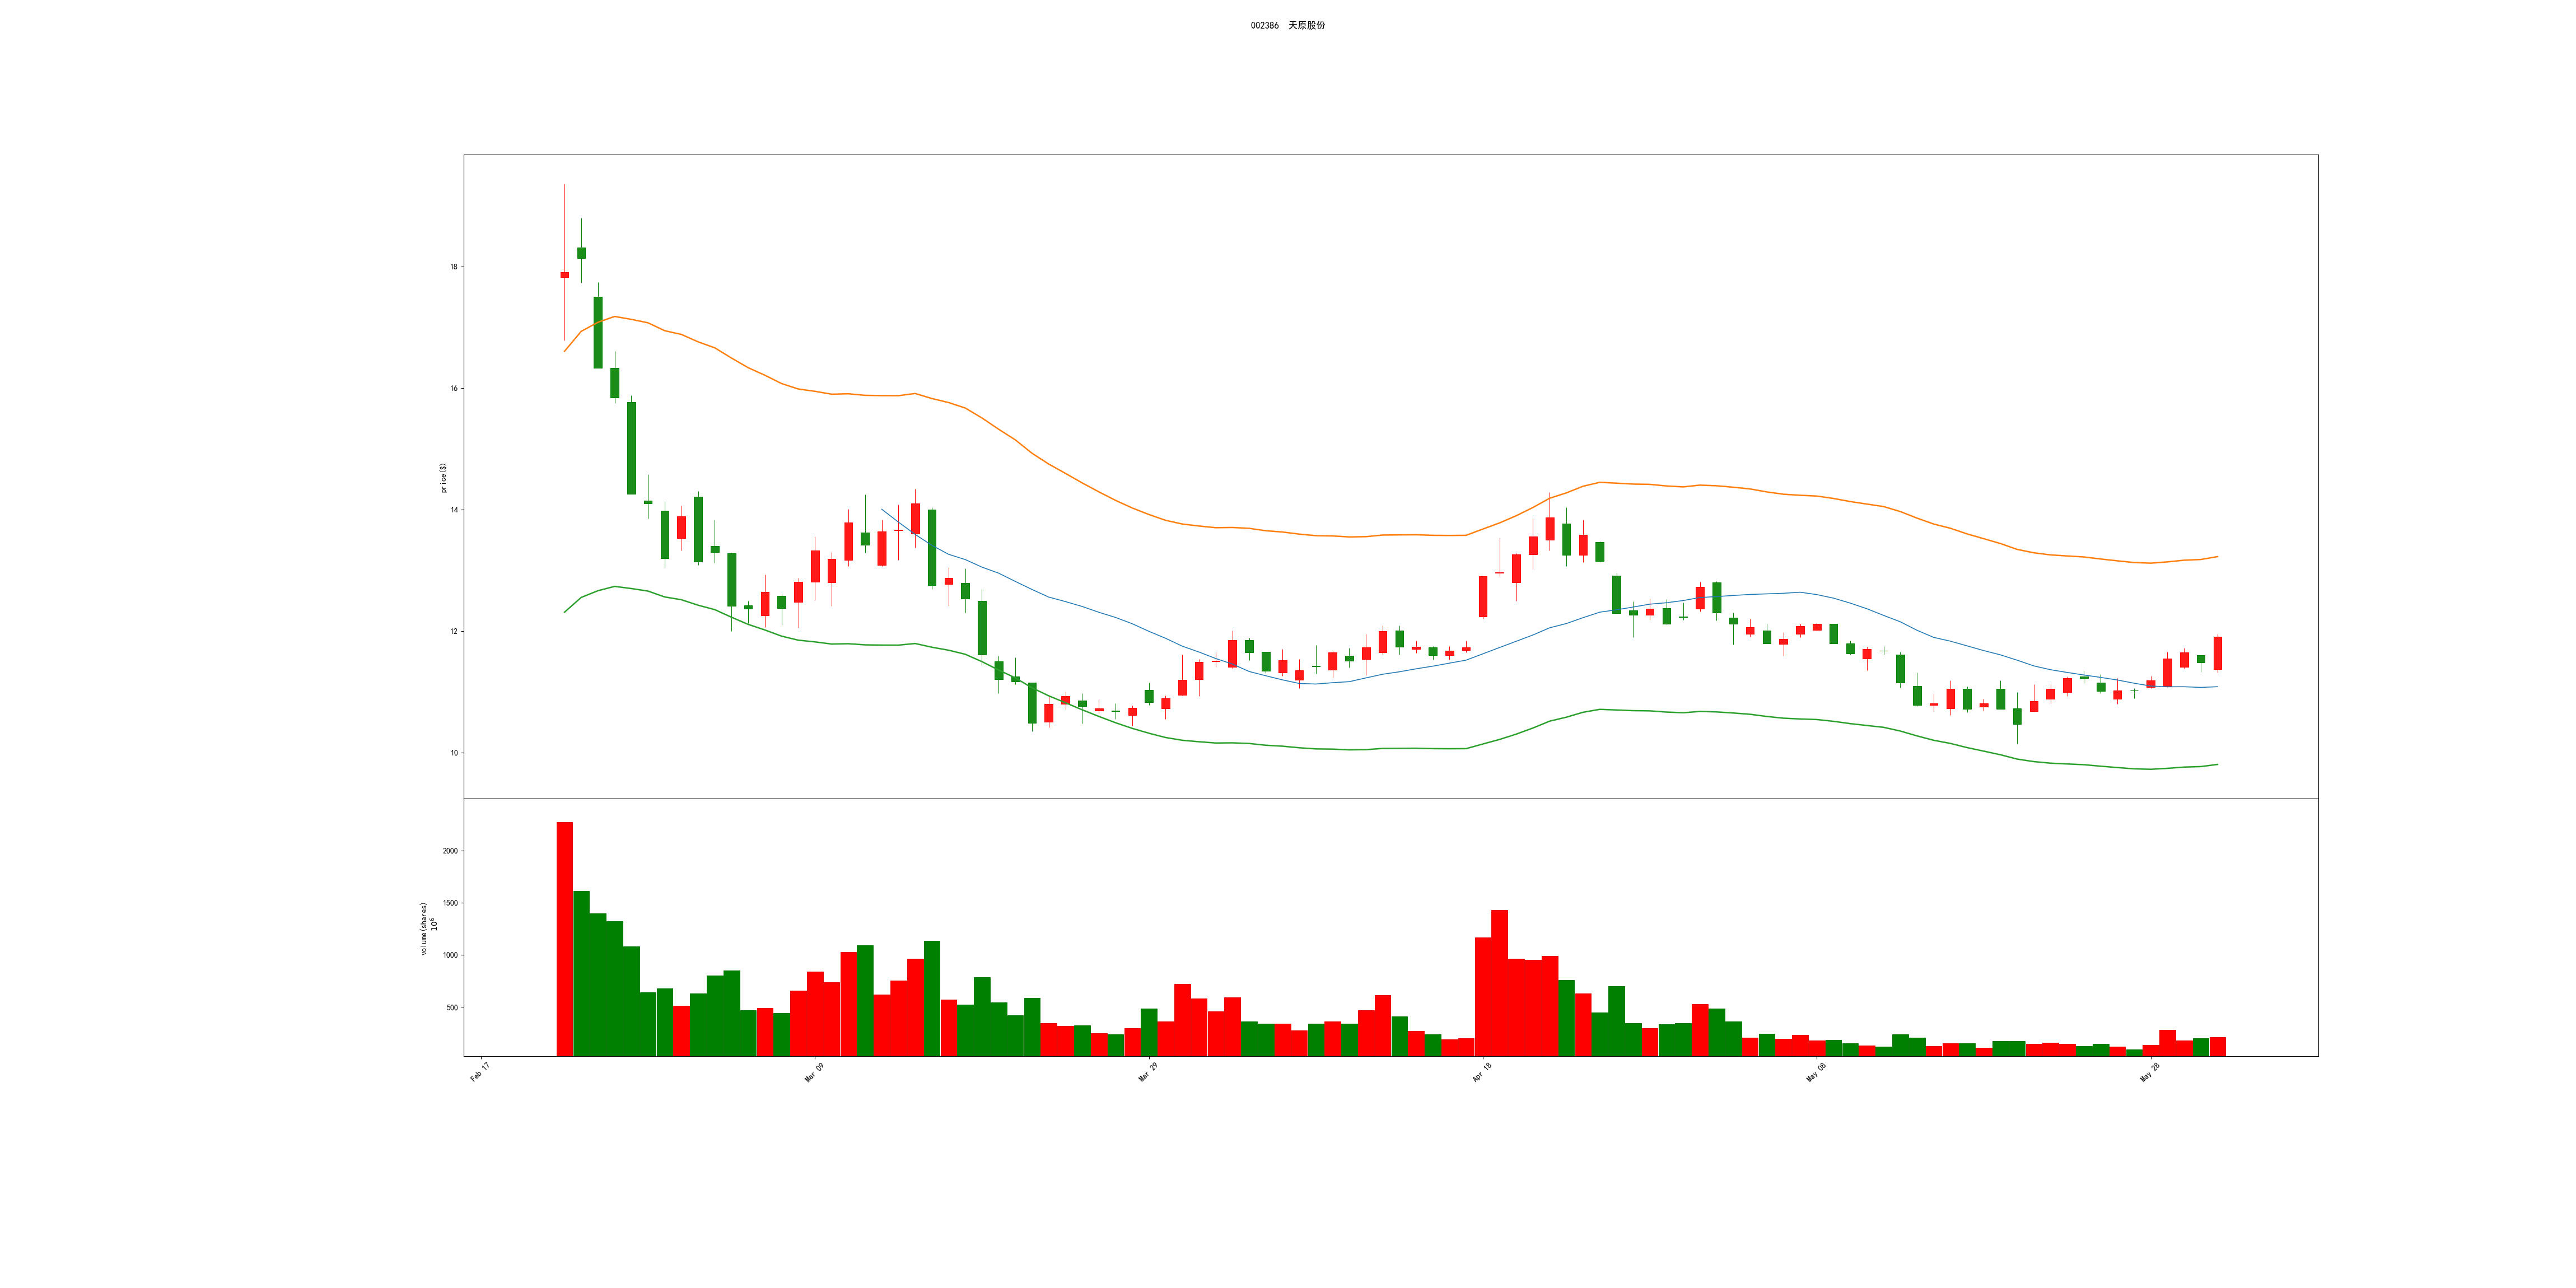 002386 天原股份
price($)
18
16
14
12
10
volume(shares)
10⁶
2000
1500
1000
500
Feb 17
Mar 09
Mar 29
Apr 18
May 08
May 28